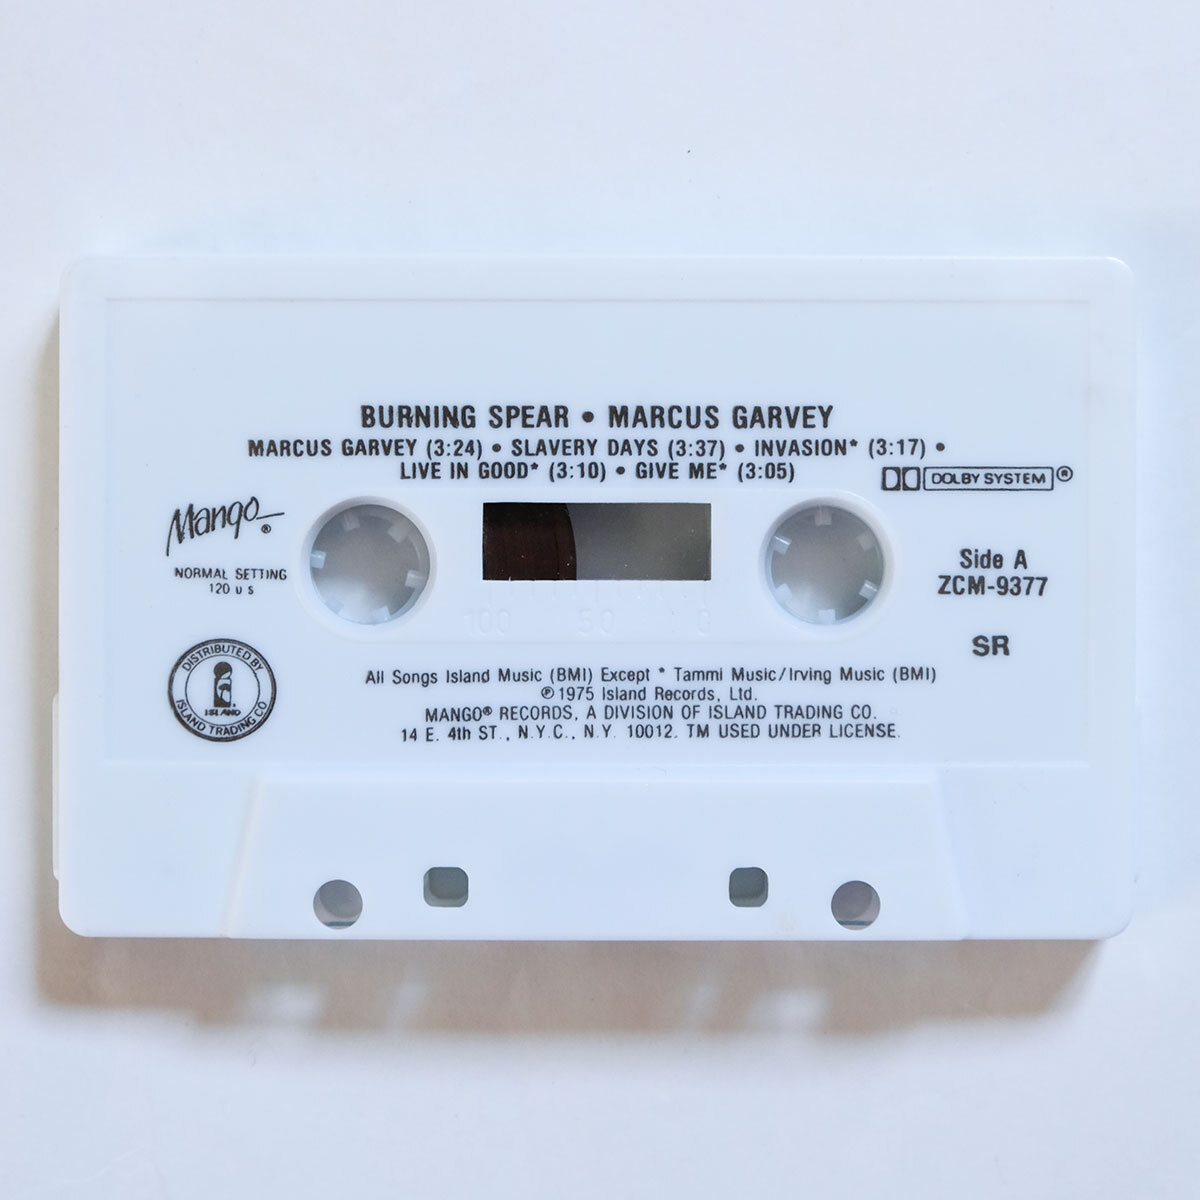 BURNING SPEAR • MARCUS GARVEY
MARCUS GARVEY (3:24) • SLAVERY DAYS (3:37) • INVASION* (3:17) •
LIVE IN GOOD* (3:10) • GIVE ME* (3:05)
DOLBY SYSTEM®
Mango®
NORMAL SETTING
120 υ s
Side A
ZCM-9377
SR
100 50 0
DISTRIBUTED BY
ISLAND
ISLAND TRADING CO
All Songs Island Music (BMI) Except * Tammi Music/Irving Music (BMI)
℗1975 Island Records, Ltd.
MANGO® RECORDS, A DIVISION OF ISLAND TRADING CO.
14 E. 4th ST., N.Y.C., N.Y. 10012. TM USED UNDER LICENSE.